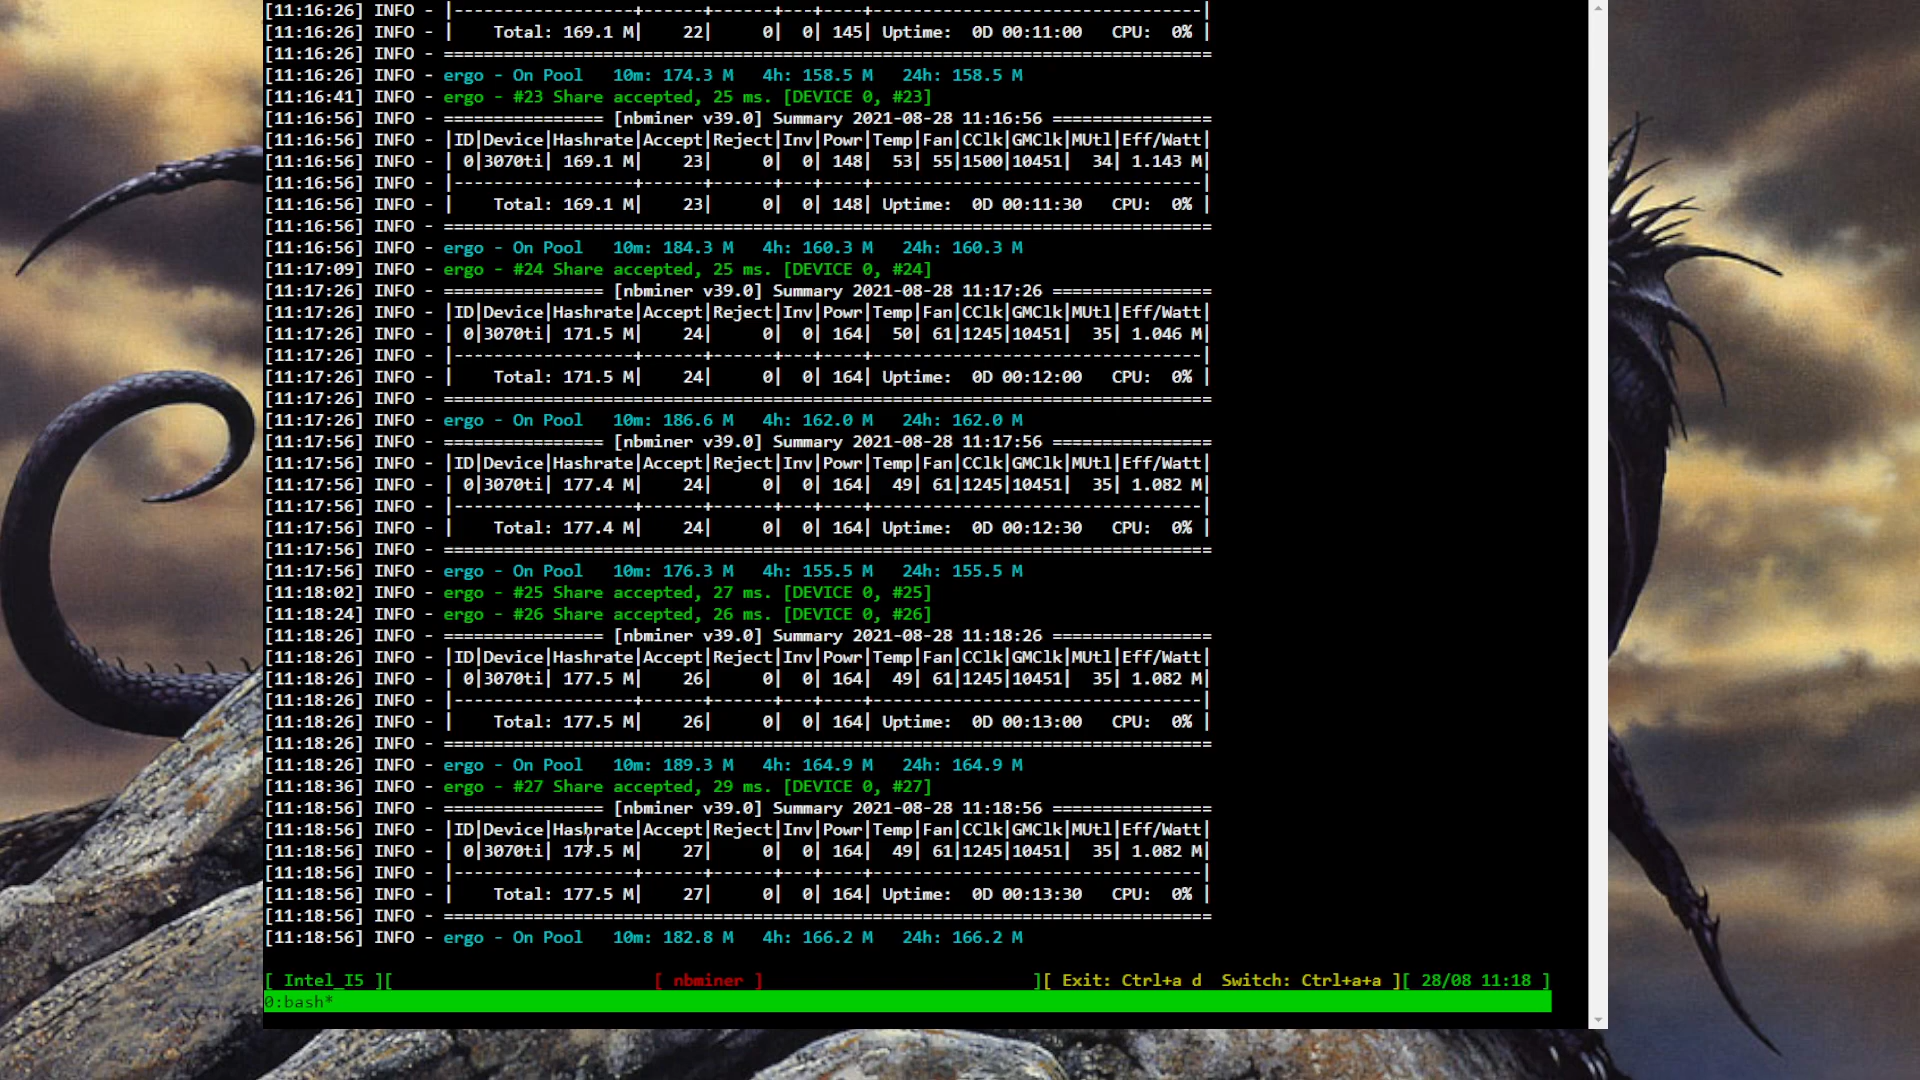 [11:16:26] INFO - |------------------+------+------+---+----+---------------------------------|
[11:16:26] INFO - |    Total: 169.1 M|    22|     0|  0| 145| Uptime:  0D 00:11:00   CPU:  0% |
[11:16:26] INFO - =============================================================================
[11:16:26] INFO - ergo - On Pool   10m: 174.3 M   4h: 158.5 M   24h: 158.5 M
[11:16:41] INFO - ergo - #23 Share accepted, 25 ms. [DEVICE 0, #23]
[11:16:56] INFO - ================ [nbminer v39.0] Summary 2021-08-28 11:16:56 ================
[11:16:56] INFO - |ID|Device|Hashrate|Accept|Reject|Inv|Powr|Temp|Fan|CClk|GMClk|MUtl|Eff/Watt|
[11:16:56] INFO - | 0|3070ti| 169.1 M|    23|     0|  0| 148|  53| 55|1500|10451|  34| 1.143 M|
[11:16:56] INFO - |------------------+------+------+---+----+---------------------------------|
[11:16:56] INFO - |    Total: 169.1 M|    23|     0|  0| 148| Uptime:  0D 00:11:30   CPU:  0% |
[11:16:56] INFO - =============================================================================
[11:16:56] INFO - ergo - On Pool   10m: 184.3 M   4h: 160.3 M   24h: 160.3 M
[11:17:09] INFO - ergo - #24 Share accepted, 25 ms. [DEVICE 0, #24]
[11:17:26] INFO - ================ [nbminer v39.0] Summary 2021-08-28 11:17:26 ================
[11:17:26] INFO - |ID|Device|Hashrate|Accept|Reject|Inv|Powr|Temp|Fan|CClk|GMClk|MUtl|Eff/Watt|
[11:17:26] INFO - | 0|3070ti| 171.5 M|    24|     0|  0| 164|  50| 61|1245|10451|  35| 1.046 M|
[11:17:26] INFO - |------------------+------+------+---+----+---------------------------------|
[11:17:26] INFO - |    Total: 171.5 M|    24|     0|  0| 164| Uptime:  0D 00:12:00   CPU:  0% |
[11:17:26] INFO - =============================================================================
[11:17:26] INFO - ergo - On Pool   10m: 186.6 M   4h: 162.0 M   24h: 162.0 M
[11:17:56] INFO - ================ [nbminer v39.0] Summary 2021-08-28 11:17:56 ================
[11:17:56] INFO - |ID|Device|Hashrate|Accept|Reject|Inv|Powr|Temp|Fan|CClk|GMClk|MUtl|Eff/Watt|
[11:17:56] INFO - | 0|3070ti| 177.4 M|    24|     0|  0| 164|  49| 61|1245|10451|  35| 1.082 M|
[11:17:56] INFO - |------------------+------+------+---+----+---------------------------------|
[11:17:56] INFO - |    Total: 177.4 M|    24|     0|  0| 164| Uptime:  0D 00:12:30   CPU:  0% |
[11:17:56] INFO - =============================================================================
[11:17:56] INFO - ergo - On Pool   10m: 176.3 M   4h: 155.5 M   24h: 155.5 M
[11:18:02] INFO - ergo - #25 Share accepted, 27 ms. [DEVICE 0, #25]
[11:18:24] INFO - ergo - #26 Share accepted, 26 ms. [DEVICE 0, #26]
[11:18:26] INFO - ================ [nbminer v39.0] Summary 2021-08-28 11:18:26 ================
[11:18:26] INFO - |ID|Device|Hashrate|Accept|Reject|Inv|Powr|Temp|Fan|CClk|GMClk|MUtl|Eff/Watt|
[11:18:26] INFO - | 0|3070ti| 177.5 M|    26|     0|  0| 164|  49| 61|1245|10451|  35| 1.082 M|
[11:18:26] INFO - |------------------+------+------+---+----+---------------------------------|
[11:18:26] INFO - |    Total: 177.5 M|    26|     0|  0| 164| Uptime:  0D 00:13:00   CPU:  0% |
[11:18:26] INFO - =============================================================================
[11:18:26] INFO - ergo - On Pool   10m: 189.3 M   4h: 164.9 M   24h: 164.9 M
[11:18:36] INFO - ergo - #27 Share accepted, 29 ms. [DEVICE 0, #27]
[11:18:56] INFO - ================ [nbminer v39.0] Summary 2021-08-28 11:18:56 ================
[11:18:56] INFO - |ID|Device|Hashrate|Accept|Reject|Inv|Powr|Temp|Fan|CClk|GMClk|MUtl|Eff/Watt|
[11:18:56] INFO - | 0|3070ti| 177.5 M|    27|     0|  0| 164|  49| 61|1245|10451|  35| 1.082 M|
[11:18:56] INFO - |------------------+------+------+---+----+---------------------------------|
[11:18:56] INFO - |    Total: 177.5 M|    27|     0|  0| 164| Uptime:  0D 00:13:30   CPU:  0% |
[11:18:56] INFO - =============================================================================
[11:18:56] INFO - ergo - On Pool   10m: 182.8 M   4h: 166.2 M   24h: 166.2 M
[ Intel_I5 ][ [ nbminer ] ][ Exit: Ctrl+a d  Switch: Ctrl+a+a ][ 28/08 11:18 ]
0:bash*